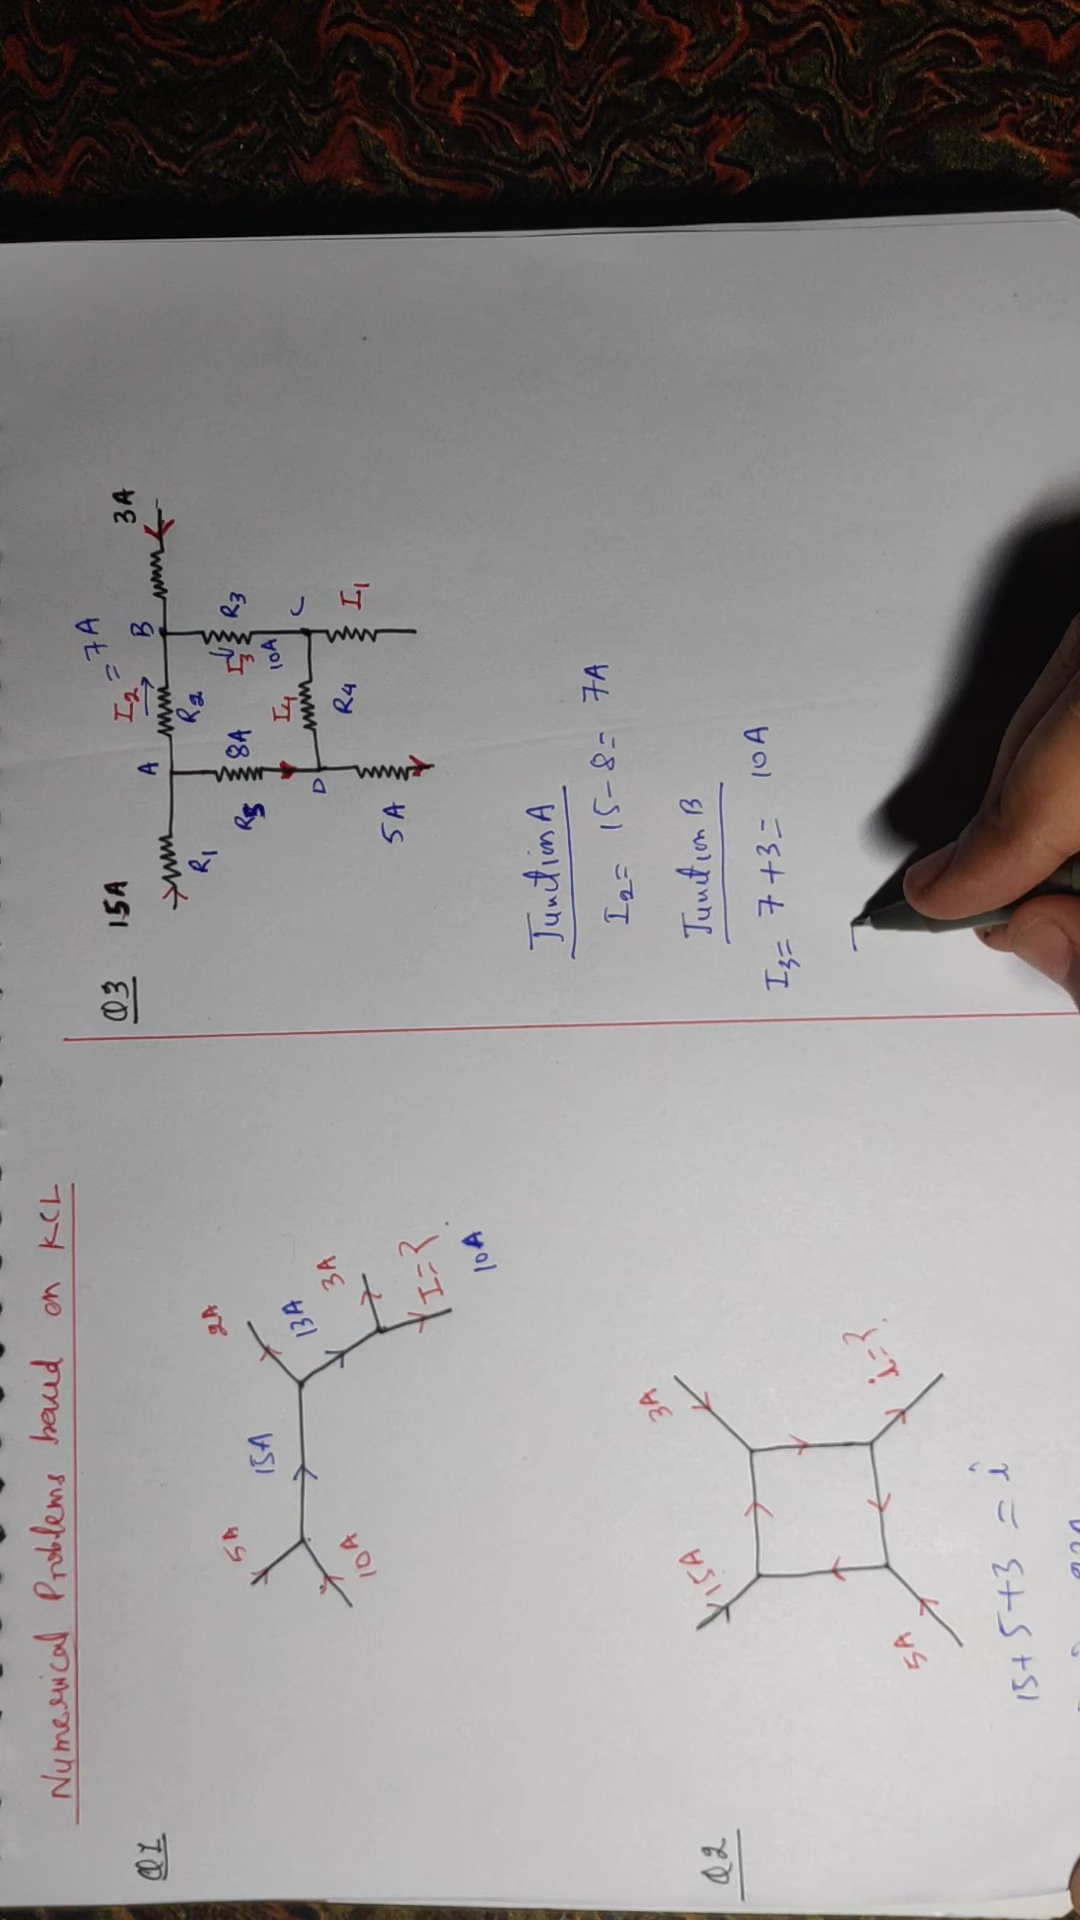 Numerical Problems based on KCL
Q1
5A
10A
15A
2A
13A
3A
I=?
10A
Q2
15A
3A
5A
i=?
15+5+3 = i
Q3
15A
I2 = 7A
3A
A
B
R1
R2
R5
8A
I3
10A
R3
I4
R4
D
C
5A
I1
Junction A
I2= 15-8= 7A
Junction B
I3= 7+3= 10A